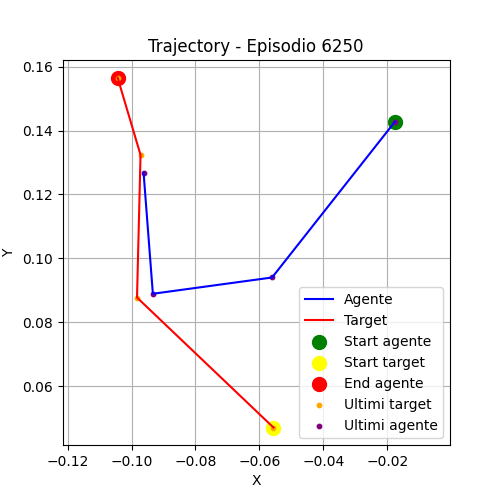 Trajectory - Episodio 6250
0.16
0.14
0.12
0.10
0.08
0.06
Y
−0.12 −0.10 −0.08 −0.06 −0.04 −0.02
X
Agente
Target
Start agente
Start target
End agente
Ultimi target
Ultimi agente